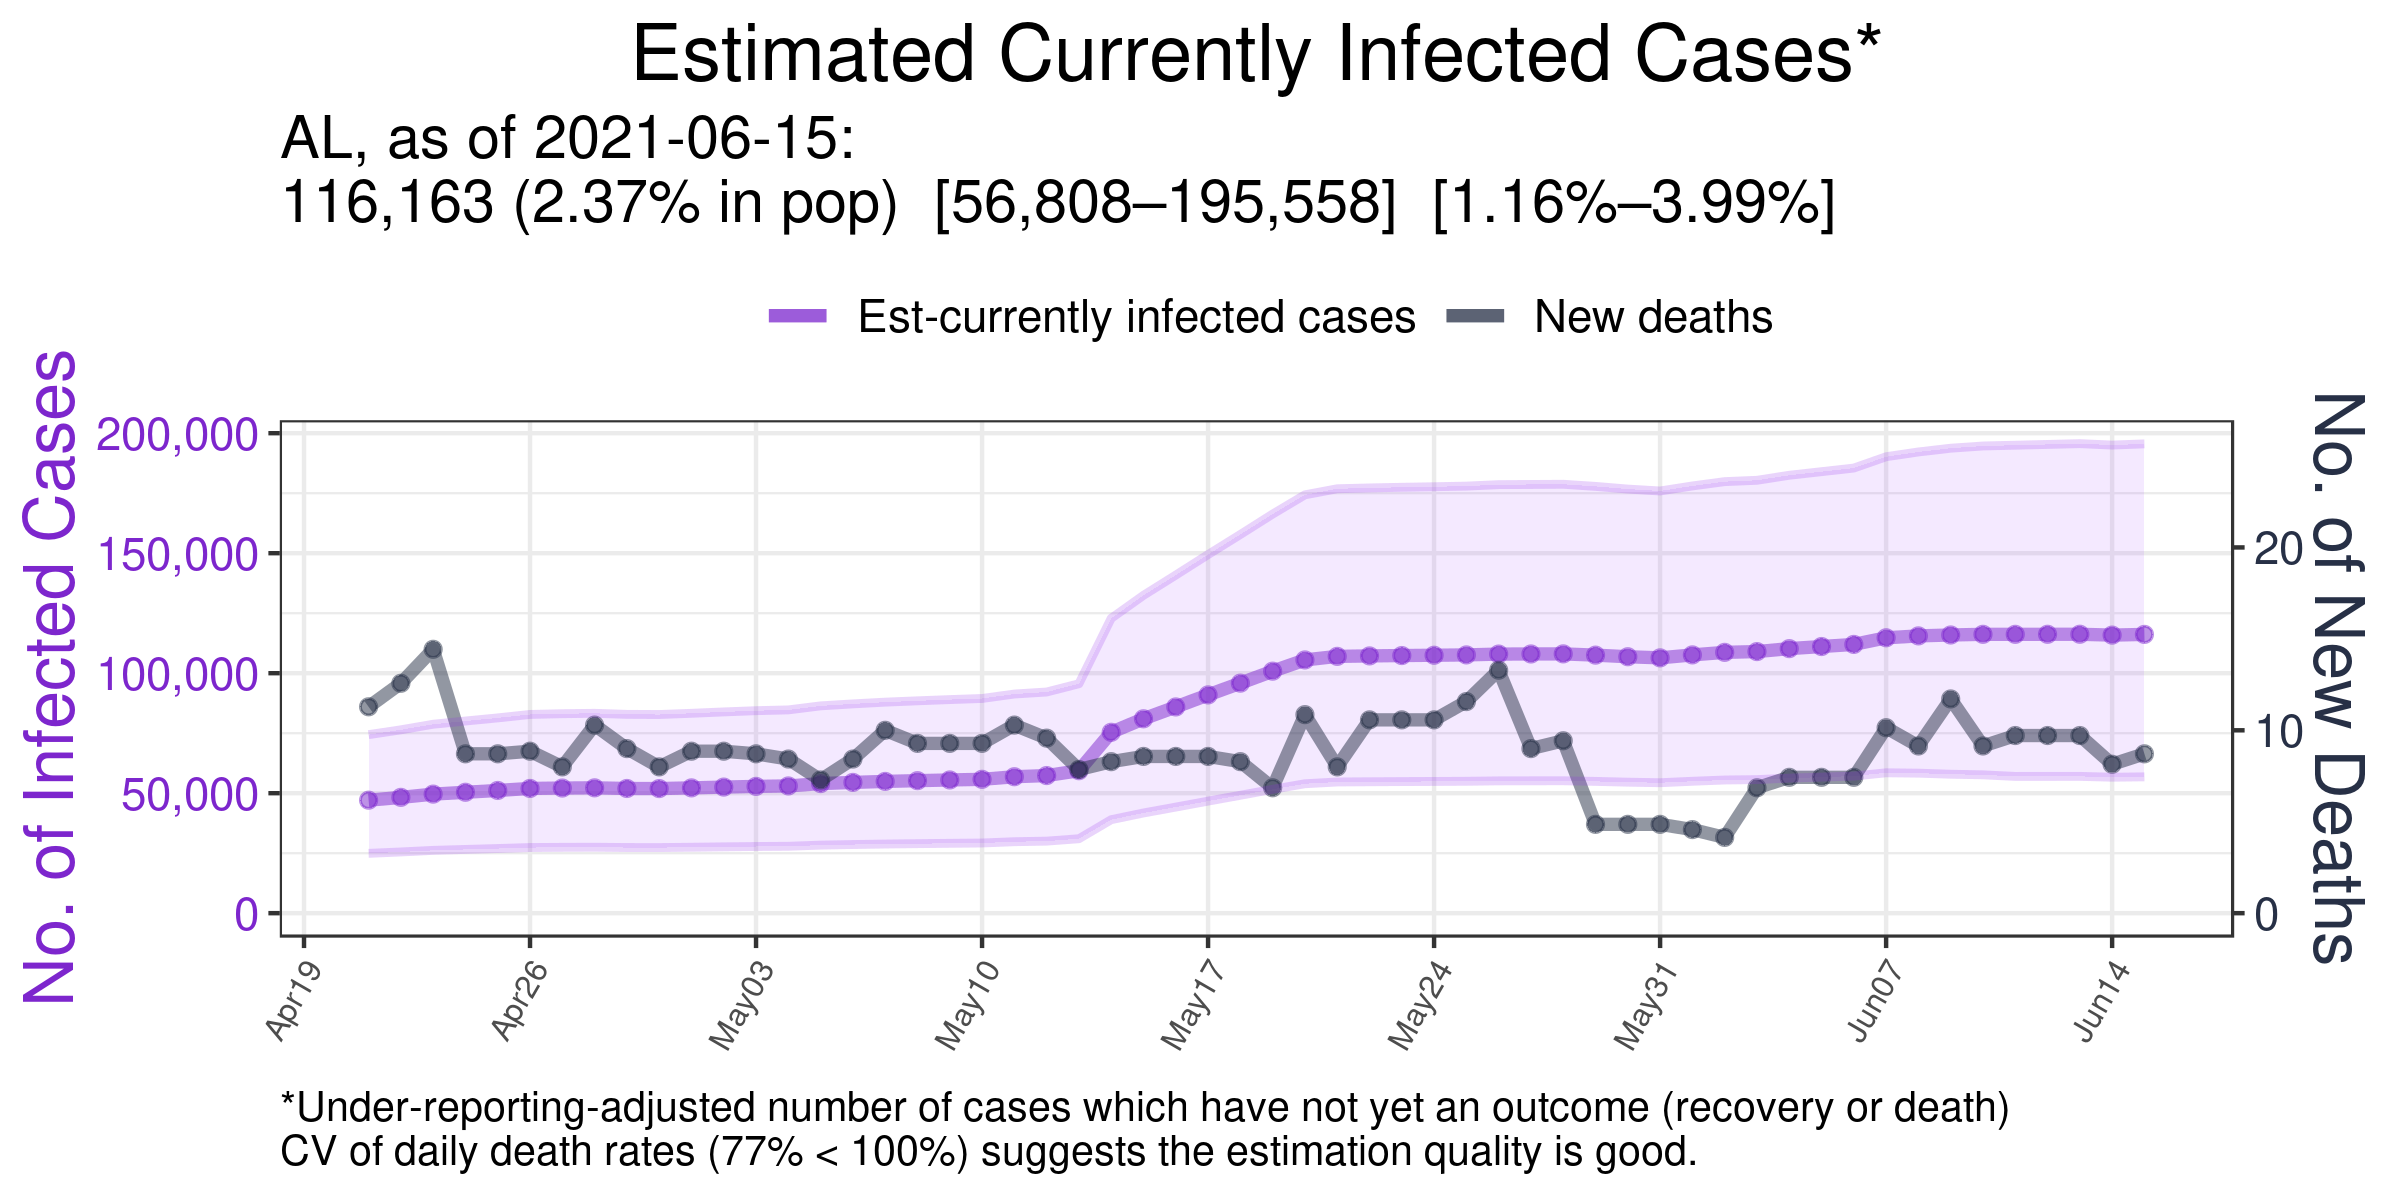 Estimated Currently Infected Cases*
AL, as of 2021-06-15:
116,163 (2.37% in pop)  [56,808–195,558]  [1.16%–3.99%]
Est-currently infected cases
New deaths
No. of Infected Cases
200,000
150,000
100,000
50,000
0
No. of New Deaths
20
10
0
Apr19
Apr26
May03
May10
May17
May24
May31
Jun07
Jun14
*Under-reporting-adjusted number of cases which have not yet an outcome (recovery or death)
CV of daily death rates (77% < 100%) suggests the estimation quality is good.